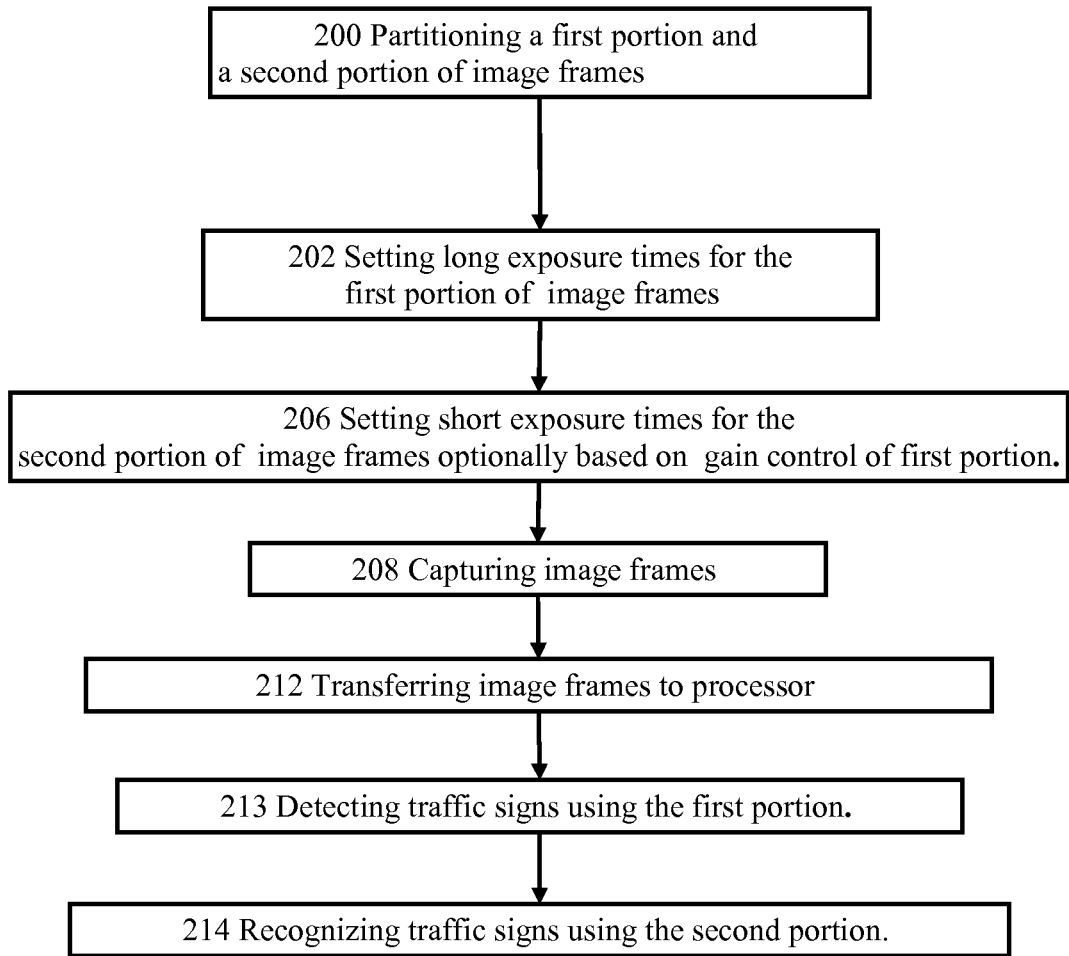 200 Partitioning a first portion and
a second portion of image frames
202 Setting long exposure times for the
first portion of image frames
206 Setting short exposure times for the
second portion of image frames optionally based on gain control of first portion.
208 Capturing image frames
212 Transferring image frames to processor
213 Detecting traffic signs using the first portion.
214 Recognizing traffic signs using the second portion.